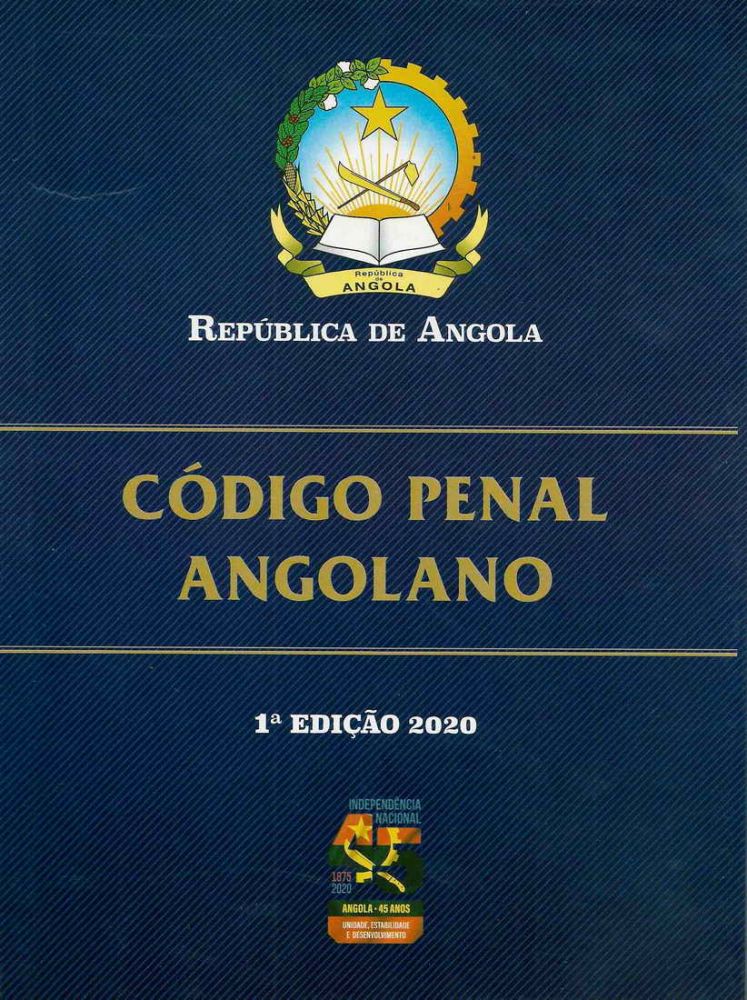 República
de
ANGOLA
REPÚBLICA DE ANGOLA
CÓDIGO PENAL
ANGOLANO
1ª EDIÇÃO 2020
INDEPENDÊNCIA
NACIONAL
45
1975
2020
ANGOLA • 45 ANOS
UNIDADE, ESTABILIDADE
E DESENVOLVIMENTO